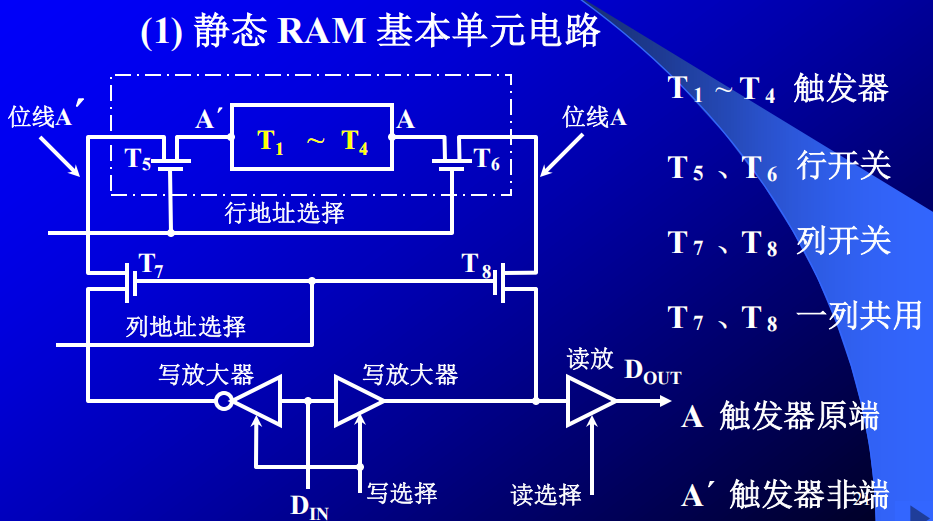 (1) 静态 RAM 基本单元电路
位线A′
A′
T1 ~ T4
A
位线A
T5
T6
行地址选择
T7
T8
列地址选择
写放大器
写放大器
读放
DOUT
DIN
写选择
读选择
T1 ~ T4 触发器
T5 、T6 行开关
T7 、T8 列开关
T7 、T8 一列共用
A 触发器原端
A′ 触发器非端